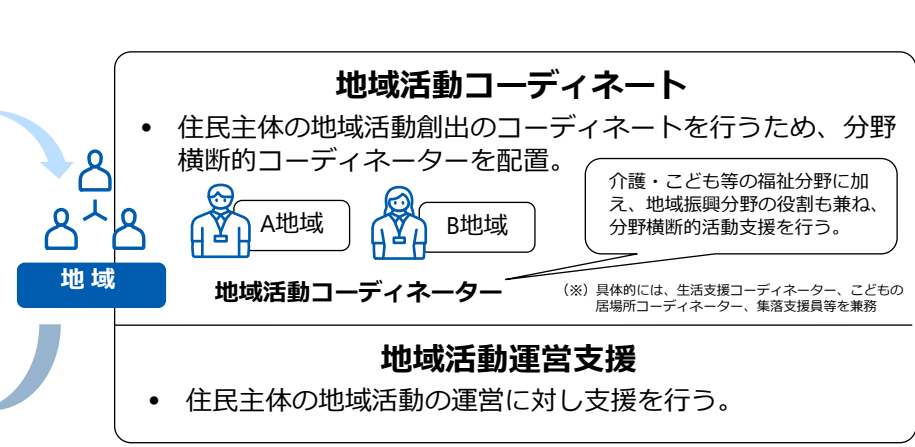 地域活動コーディネート
• 住民主体の地域活動創出のコーディネートを行うため、分野
横断的コーディネーターを配置。
介護・こども等の福祉分野に加
え、地域振興分野の役割も兼ね、
分野横断的活動支援を行う。
A地域
B地域
地域
地域活動コーディネーター
(※)具体的には、生活支援コーディネーター、こどもの
居場所コーディネーター、集落支援員等を兼務
地域活動運営支援
• 住民主体の地域活動の運営に対し支援を行う。